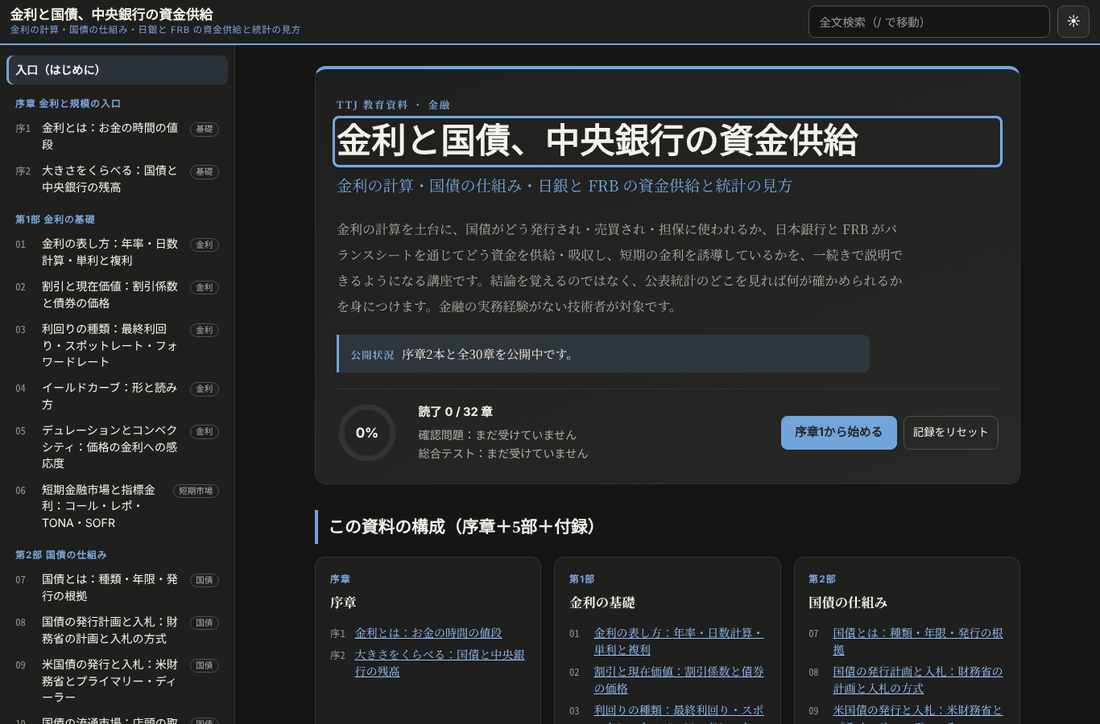 金利と国債、中央銀行の資金供給
金利の計算・国債の仕組み・日銀と FRB の資金供給と統計の見方
全文検索（/ で移動）
入口（はじめに）
序章 金利と規模の入口
序1 金利とは：お金の時間の値 基礎
段
序2 大きさをくらべる：国債と 基礎
中央銀行の残高
第1部 金利の基礎
01 金利の表し方：年率・日数 金利
計算・単利と複利
02 割引と現在価値：割引係数 金利
と債券の価格
03 利回りの種類：最終利回 金利
り・スポットレート・フォ
ワードレート
04 イールドカーブ：形と読み 金利
方
05 デュレーションとコンベク 金利
シティ：価格の金利への感
応度
06 短期金融市場と指標金 短期市場
利：コール・レポ・
TONA・SOFR
第2部 国債の仕組み
07 国債とは：種類・年限・発 国債
行の根拠
08 国債の発行計画と入札：財 国債
務省の計画と入札の方式
09 米国債の発行と入札：米財 国債
務省とプライマリー・ディ
ーラー
10 国債の流通市場：店頭の取 国債
TTJ 教育資料 ・ 金融
金利と国債、中央銀行の資金供給
金利の計算・国債の仕組み・日銀と FRB の資金供給と統計の見方
金利の計算を土台に、国債がどう発行され・売買され・担保に使われるか、日本銀行と FRB がバ
ランスシートを通じてどう資金を供給・吸収し、短期の金利を誘導しているかを、一続きで説明で
きるようになる講座です。結論を覚えるのではなく、公表統計のどこを見れば何が確かめられるか
を身につけます。金融の実務経験がない技術者が対象です。
公開状況 序章2本と全30章を公開中です。
0%
読了 0 / 32 章
確認問題：まだ受けていません
総合テスト：まだ受けていません
序章1から始める
記録をリセット
この資料の構成（序章＋5部＋付録）
序章
序章
序1 金利とは：お金の時間の値段
序2 大きさをくらべる：国債と中央銀
行の残高
第1部
金利の基礎
01 金利の表し方：年率・日数計算・
単利と複利
02 割引と現在価値：割引係数と債券
の価格
03 利回りの種類：最終利回り・スポ
第2部
国債の仕組み
07 国債とは：種類・年限・発行の根
拠
08 国債の発行計画と入札：財務省の
計画と入札の方式
09 米国債の発行と入札：米財務省と